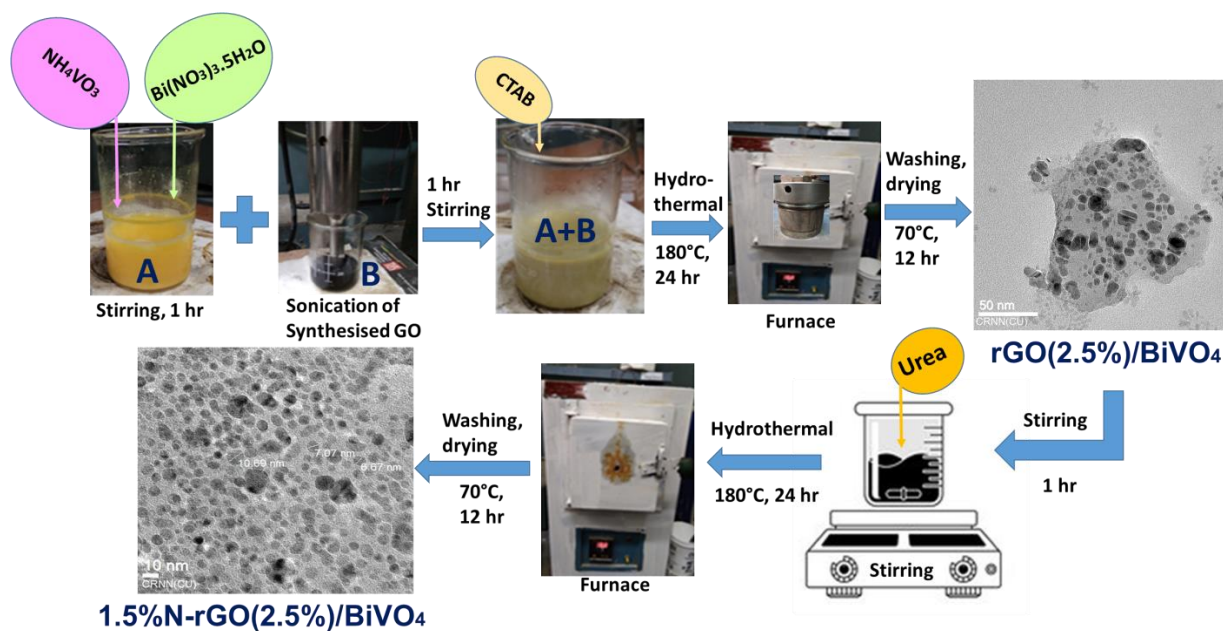 NH₄VO₃
Bi(NO₃)₃.5H₂O
A
Stirring, 1 hr
B
Sonication of
Synthesised GO
1 hr
Stirring
CTAB
A+B
Hydro-
thermal
180°C,
24 hr
Furnace
Washing,
drying
70°C,
12 hr
50 nm
CRNN(CU)
rGO(2.5%)/BiVO₄
Urea
Stirring
1 hr
Stirring
Hydrothermal
180°C, 24 hr
Furnace
Washing,
drying
70°C,
12 hr
10.69 nm
7.07 nm
6.67 nm
10 nm
CRNN(CU)
1.5%N-rGO(2.5%)/BiVO₄